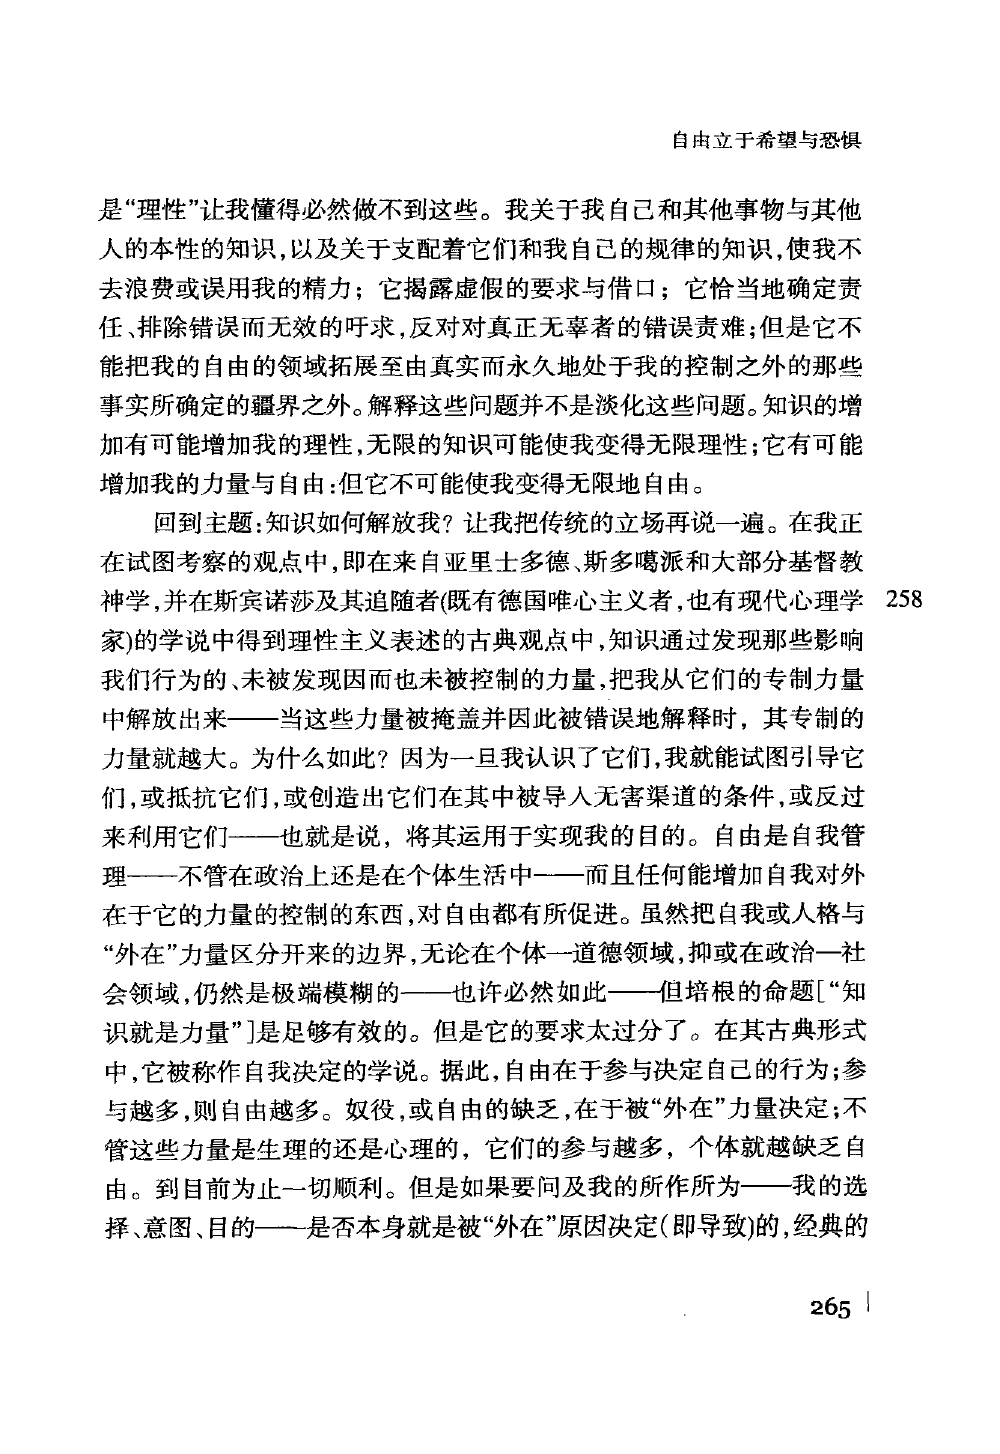 自由立于希望与恐惧
是“理性”让我懂得必然做不到这些。我关于我自己和其他事物与其他
人的本性的知识,以及关于支配着它们和我自己的规律的知识,使我不
去浪费或误用我的精力；它揭露虚假的要求与借口；它恰当地确定责
任、排除错误而无效的吁求,反对对真正无辜者的错误责难;但是它不
能把我的自由的领域拓展至由真实而永久地处于我的控制之外的那些
事实所确定的疆界之外。解释这些问题并不是淡化这些问题。知识的增
加有可能增加我的理性,无限的知识可能使我变得无限理性;它有可能
增加我的力量与自由:但它不可能使我变得无限地自由。
回到主题:知识如何解放我？让我把传统的立场再说一遍。在我正
在试图考察的观点中,即在来自亚里士多德、斯多噶派和大部分基督教
神学,并在斯宾诺莎及其追随者(既有德国唯心主义者,也有现代心理学 258
家)的学说中得到理性主义表述的古典观点中,知识通过发现那些影响
我们行为的、未被发现因而也未被控制的力量,把我从它们的专制力量
中解放出来——当这些力量被掩盖并因此被错误地解释时，其专制的
力量就越大。为什么如此？因为一旦我认识了它们,我就能试图引导它
们,或抵抗它们,或创造出它们在其中被导入无害渠道的条件,或反过
来利用它们——也就是说，将其运用于实现我的目的。自由是自我管
理——不管在政治上还是在个体生活中——而且任何能增加自我对外
在于它的力量的控制的东西,对自由都有所促进。虽然把自我或人格与
“外在”力量区分开来的边界,无论在个体—道德领域,抑或在政治—社
会领域,仍然是极端模糊的——也许必然如此——但培根的命题[“知
识就是力量”]是足够有效的。但是它的要求太过分了。在其古典形式
中,它被称作自我决定的学说。据此,自由在于参与决定自己的行为;参
与越多,则自由越多。奴役,或自由的缺乏,在于被“外在”力量决定;不
管这些力量是生理的还是心理的，它们的参与越多，个体就越缺乏自
由。到目前为止一切顺利。但是如果要问及我的所作所为——我的选
择、意图、目的——是否本身就是被“外在”原因决定(即导致)的,经典的
265